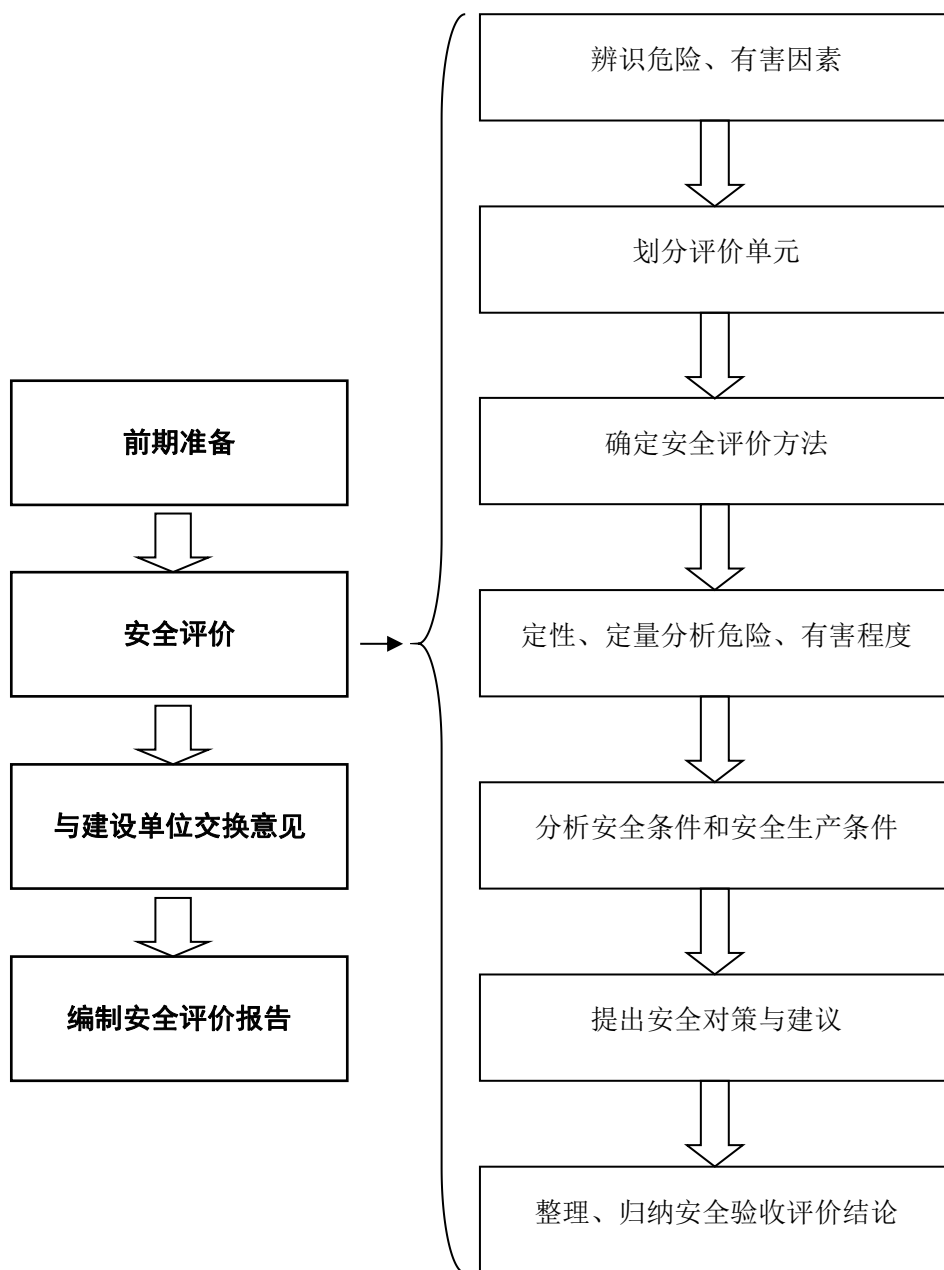 前期准备
安全评价
与建设单位交换意见
编制安全评价报告
辨识危险、有害因素
划分评价单元
确定安全评价方法
定性、定量分析危险、有害程度
分析安全条件和安全生产条件
提出安全对策与建议
整理、归纳安全验收评价结论